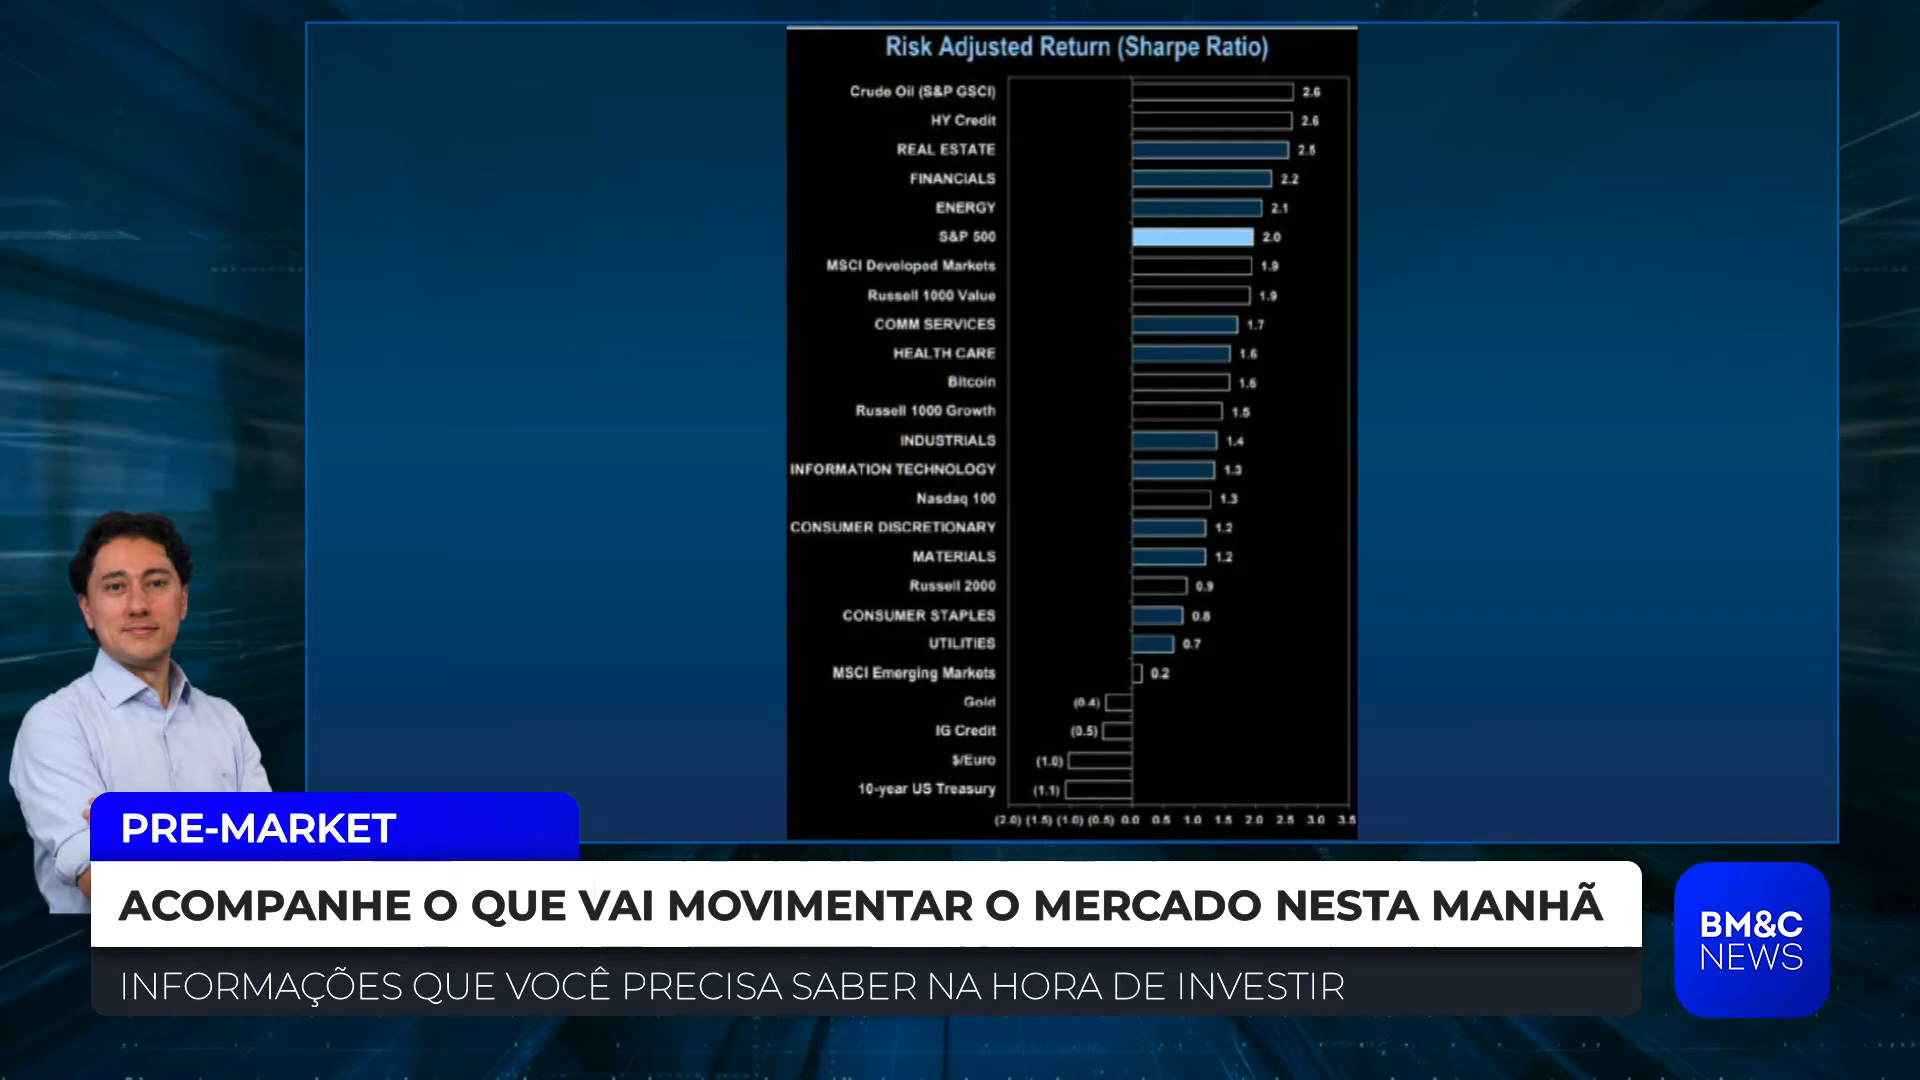 Risk Adjusted Return (Sharpe Ratio)
Crude Oil (S&P GSCI) 2.6
HY Credit 2.6
REAL ESTATE 2.5
FINANCIALS 2.2
ENERGY 2.1
S&P 500 2.0
MSCI Developed Markets 1.9
Russell 1000 Value 1.9
COMM SERVICES 1.7
HEALTH CARE 1.6
Bitcoin 1.6
Russell 1000 Growth 1.5
INDUSTRIALS 1.4
INFORMATION TECHNOLOGY 1.3
Nasdaq 100 1.3
CONSUMER DISCRETIONARY 1.2
MATERIALS 1.2
Russell 2000 0.9
CONSUMER STAPLES 0.8
UTILITIES 0.7
MSCI Emerging Markets 0.2
Gold (0.4)
IG Credit (0.5)
$/Euro (1.0)
10-year US Treasury (1.1)
(2.0) (1.5) (1.0) (0.5) 0.0 0.5 1.0 1.5 2.0 2.5 3.0 3.5
PRE-MARKET
ACOMPANHE O QUE VAI MOVIMENTAR O MERCADO NESTA MANHÃ
INFORMAÇÕES QUE VOCÊ PRECISA SABER NA HORA DE INVESTIR
BM&C
NEWS